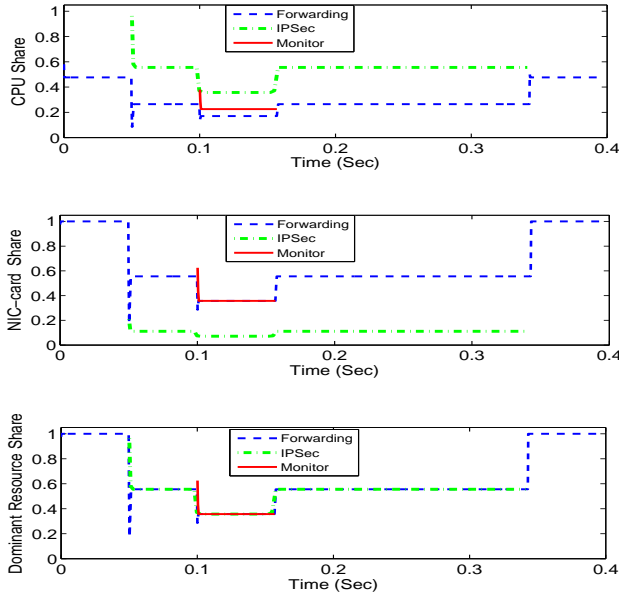 1
0.8
0.6
0.4
0.2
0
CPU Share
Forwarding
IPSec
Monitor
0 0.1 0.2 0.3 0.4
Time (Sec)
1
0.8
0.6
0.4
0.2
0
NIC−card Share
Forwarding
IPSec
Monitor
0 0.1 0.2 0.3 0.4
Time (Sec)
1
0.8
0.6
0.4
0.2
0
Dominant Resource Share
Forwarding
IPSec
Monitor
0 0.1 0.2 0.3 0.4
Time (Sec)